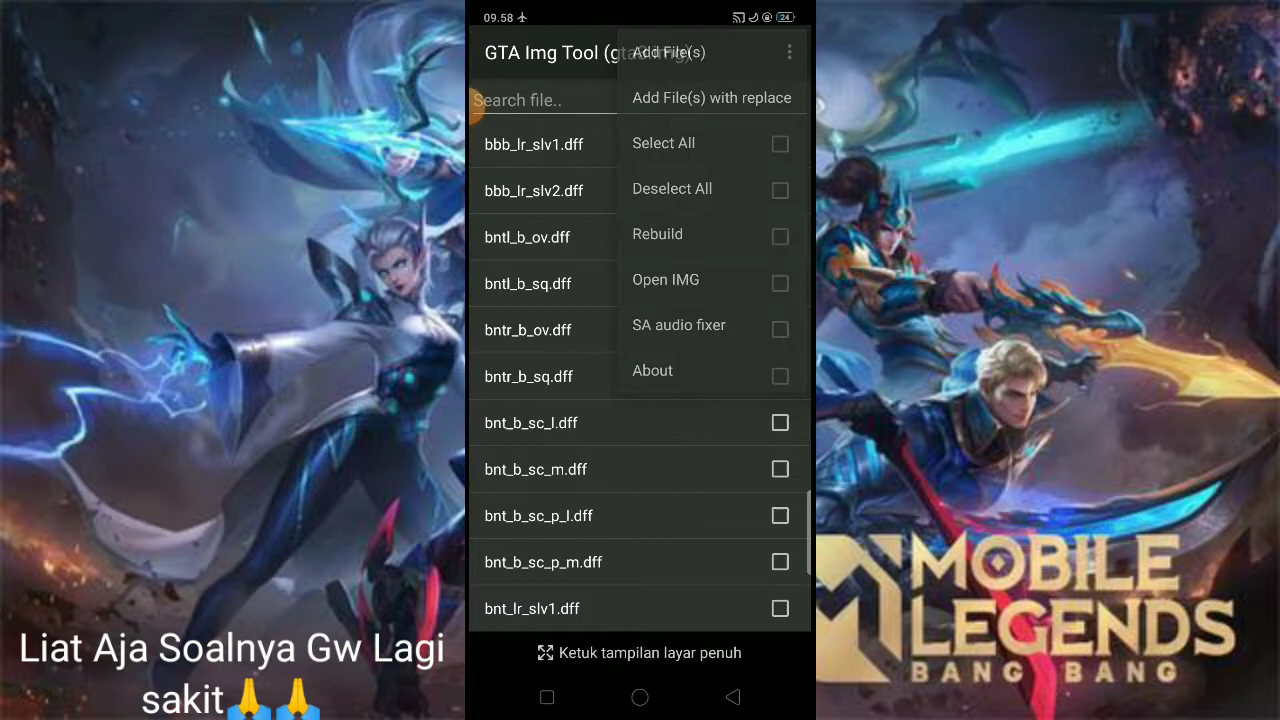 09.58
24
GTA Img Tool (
Add File(s)
Search file..
Add File(s) with replace
bbb_lr_slv1.dff
Select All
bbb_lr_slv2.dff
Deselect All
bntl_b_ov.dff
Rebuild
bntl_b_sq.dff
Open IMG
bntr_b_ov.dff
SA audio fixer
bntr_b_sq.dff
About
bnt_b_sc_l.dff
bnt_b_sc_m.dff
bnt_b_sc_p_l.dff
bnt_b_sc_p_m.dff
bnt_lr_slv1.dff
Ketuk tampilan layar penuh
Liat Aja Soalnya Gw Lagi
sakit🙏🙏
MOBILE
LEGENDS
BANG BANG